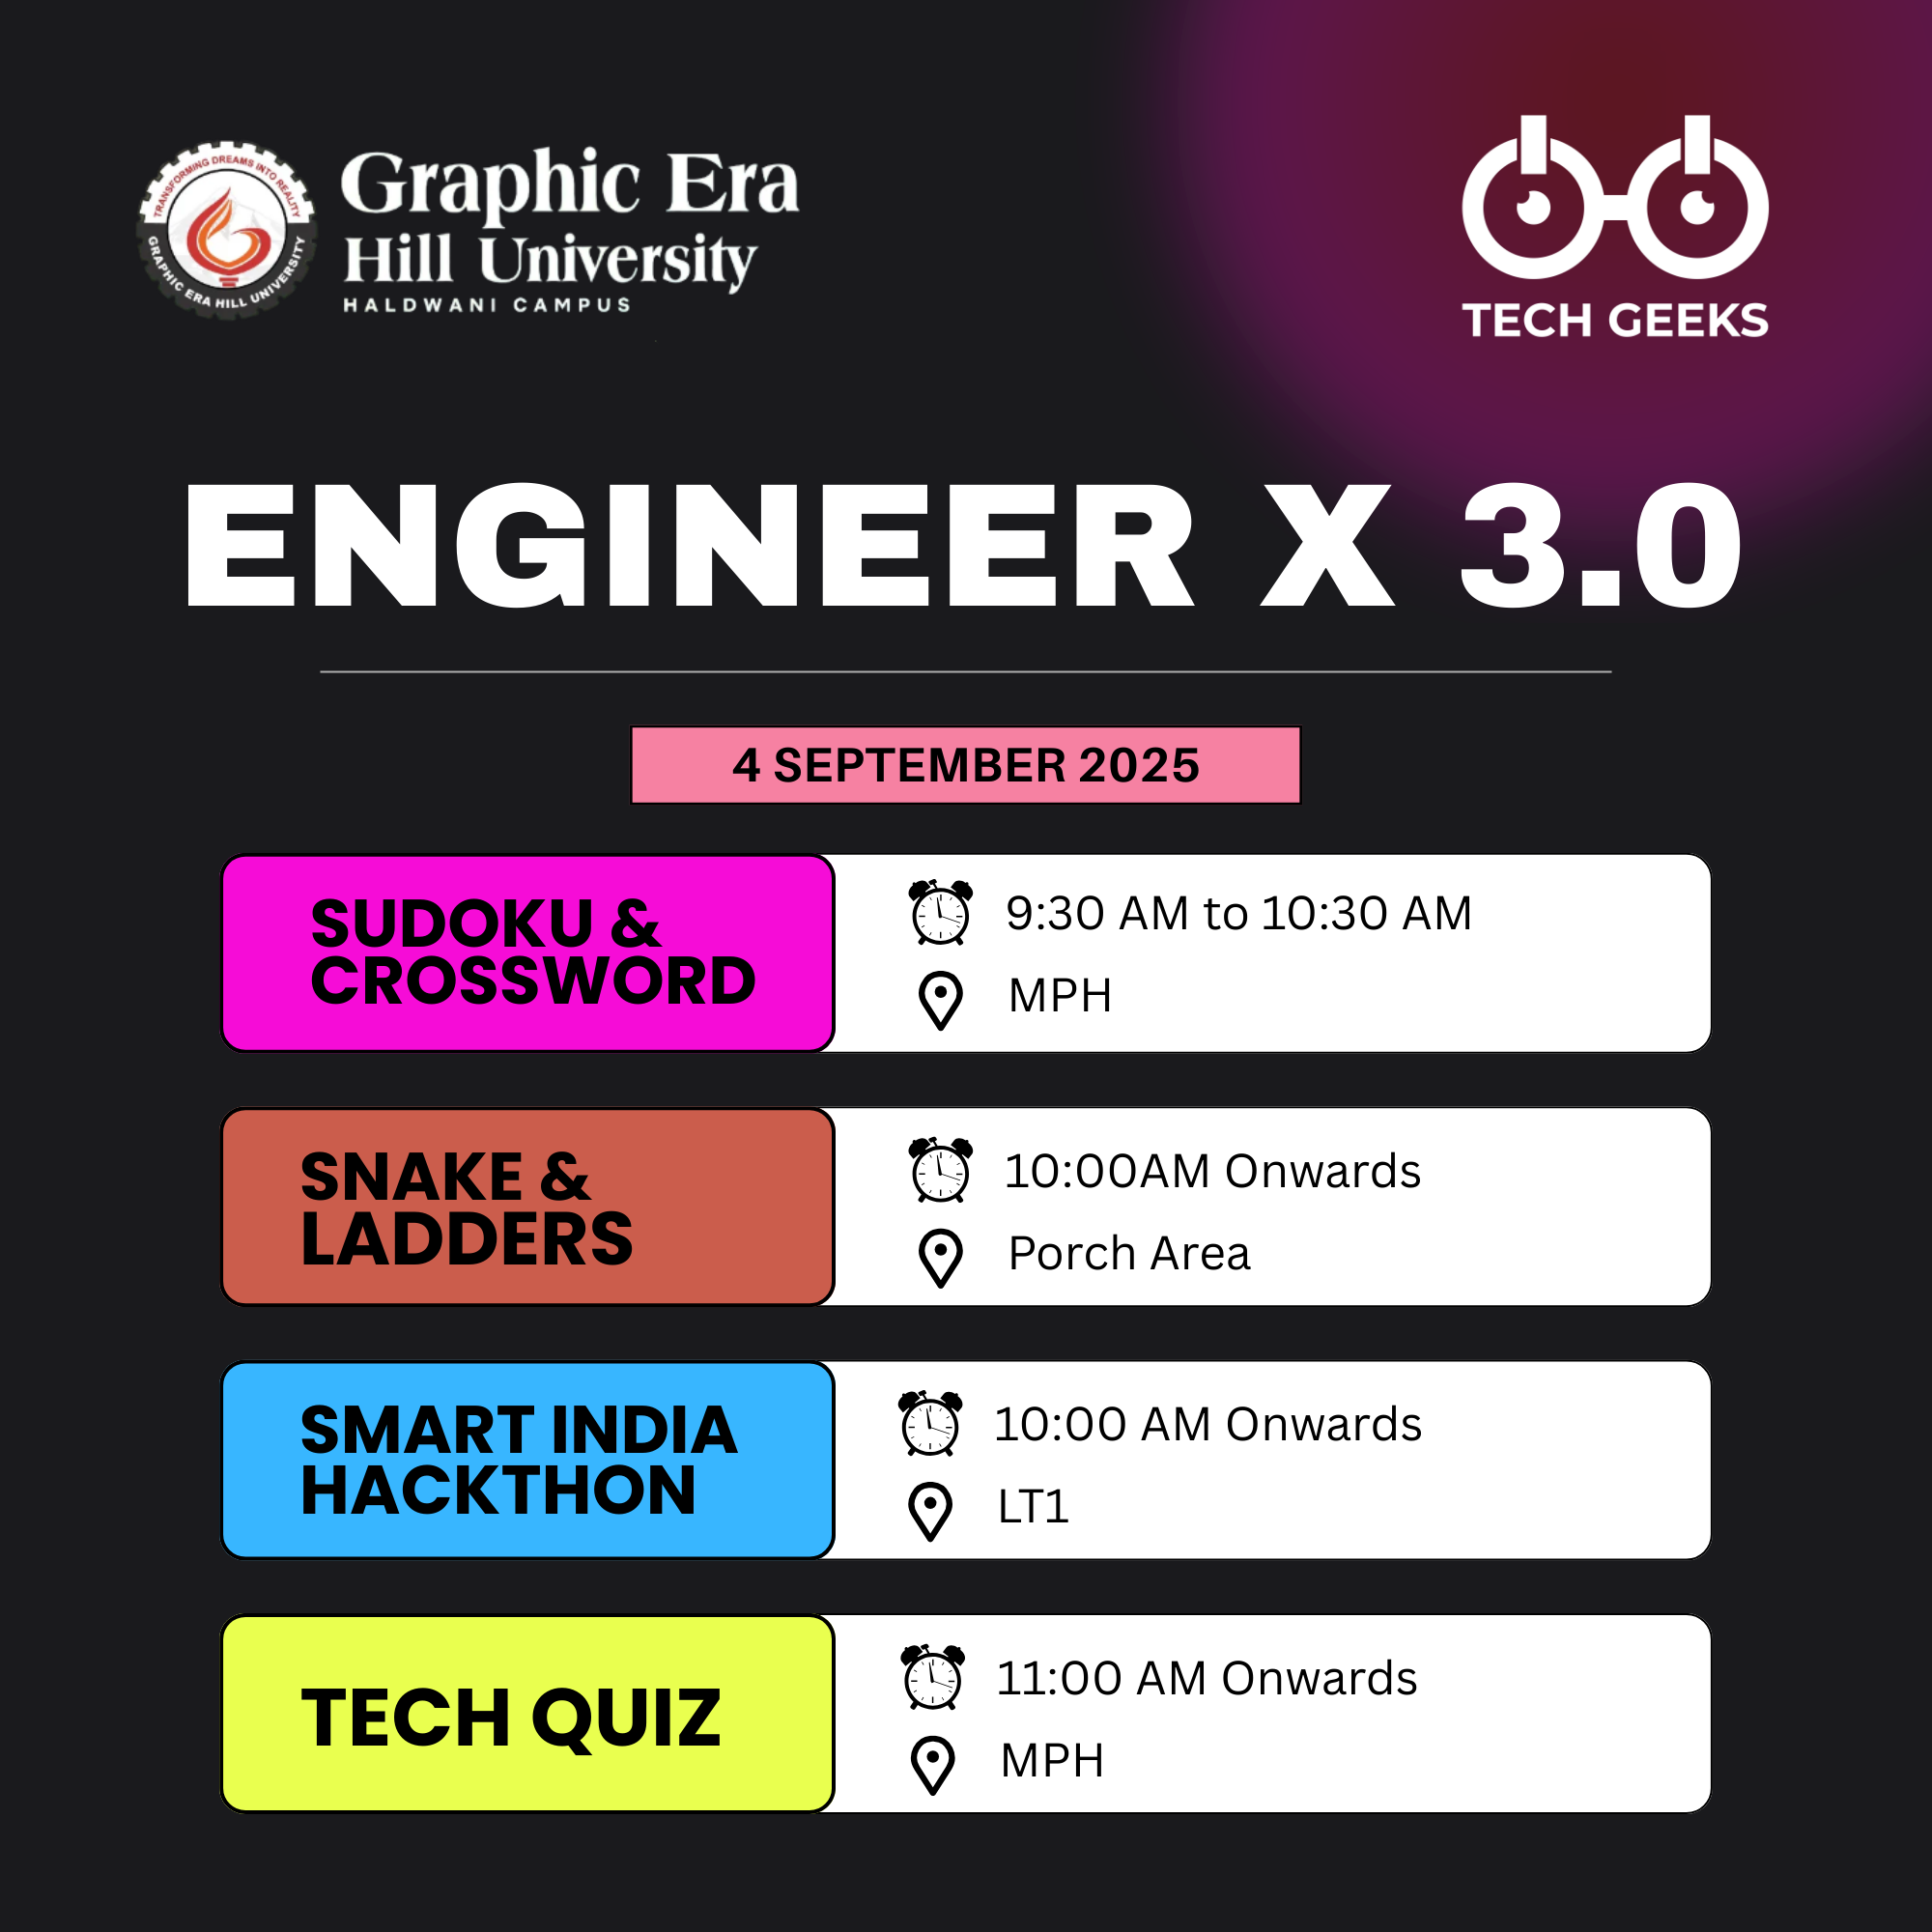 TRANSFORMING DREAMS INTO REALITY
GRAPHIC ERA HILL UNIVERSITY
Graphic Era
Hill University
HALDWANI CAMPUS
TECH GEEKS
ENGINEER X 3.0
4 SEPTEMBER 2025
SUDOKU &
CROSSWORD
9:30 AM to 10:30 AM
MPH
SNAKE &
LADDERS
10:00AM Onwards
Porch Area
SMART INDIA
HACKTHON
10:00 AM Onwards
LT1
TECH QUIZ
11:00 AM Onwards
MPH